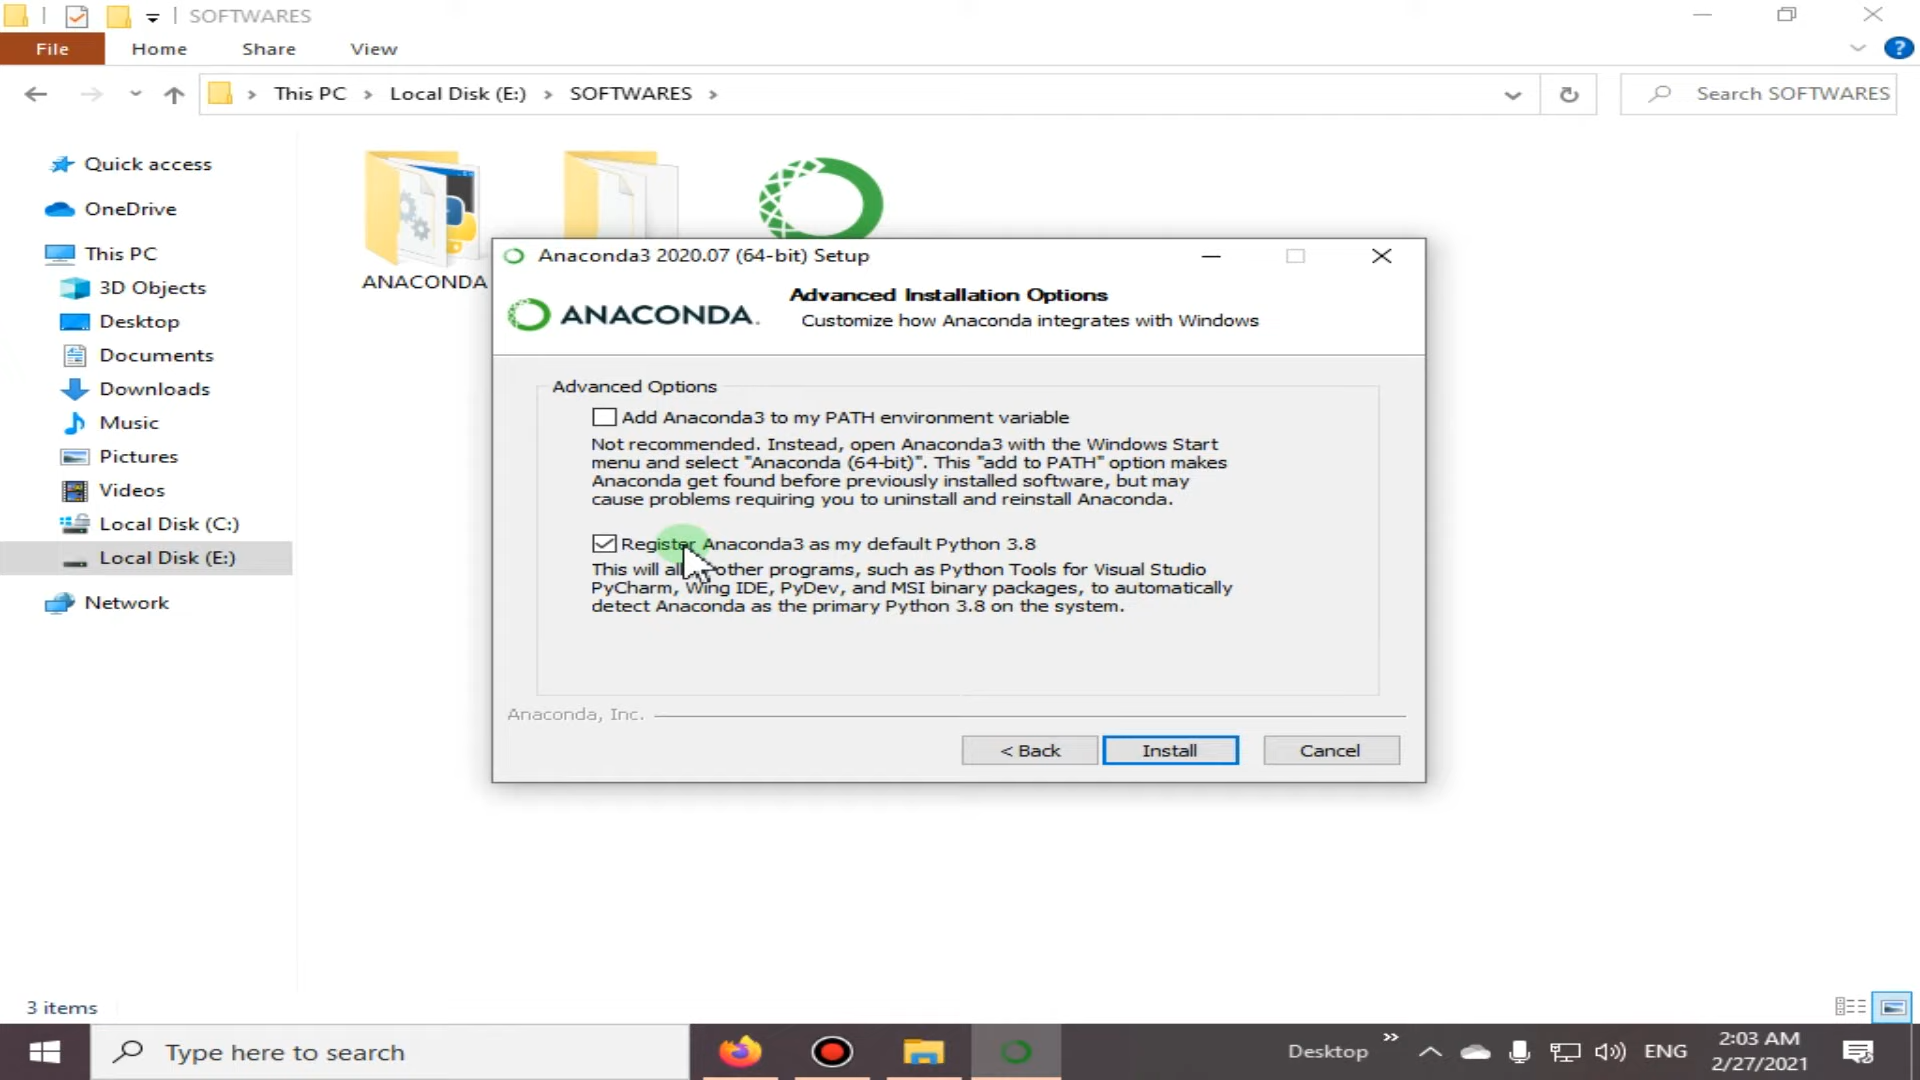 SOFTWARES
File Home Share View
This PC > Local Disk (E:) > SOFTWARES >
Search SOFTWARES
Quick access
OneDrive
This PC
3D Objects
Desktop
Documents
Downloads
Music
Pictures
Videos
Local Disk (C:)
Local Disk (E:)
Network
ANACONDA
Anaconda3 2020.07 (64-bit) Setup
ANACONDA.
Advanced Installation Options
Customize how Anaconda integrates with Windows
Advanced Options
Add Anaconda3 to my PATH environment variable
Not recommended. Instead, open Anaconda3 with the Windows Start
menu and select "Anaconda (64-bit)". This "add to PATH" option makes
Anaconda get found before previously installed software, but may
cause problems requiring you to uninstall and reinstall Anaconda.
Register Anaconda3 as my default Python 3.8
This will other programs, such as Python Tools for Visual Studio
PyCharm, Wing IDE, PyDev, and MSI binary packages, to automatically
detect Anaconda as the primary Python 3.8 on the system.
Anaconda, Inc.
< Back Install Cancel
3 items
Type here to search
Desktop
ENG
2:03 AM
2/27/2021